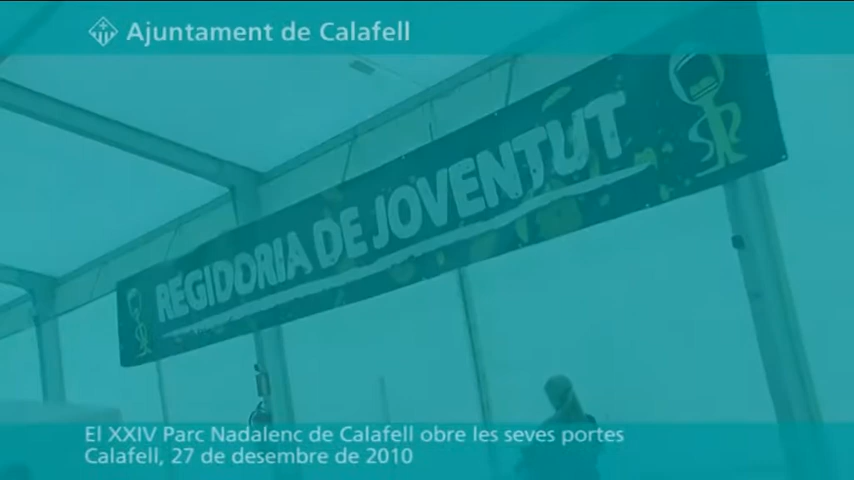 Ajuntament de Calafell
REGIDORIA DE JOVENTUT
El XXIV Parc Nadalenc de Calafell obre les seves portes
Calafell, 27 de desembre de 2010